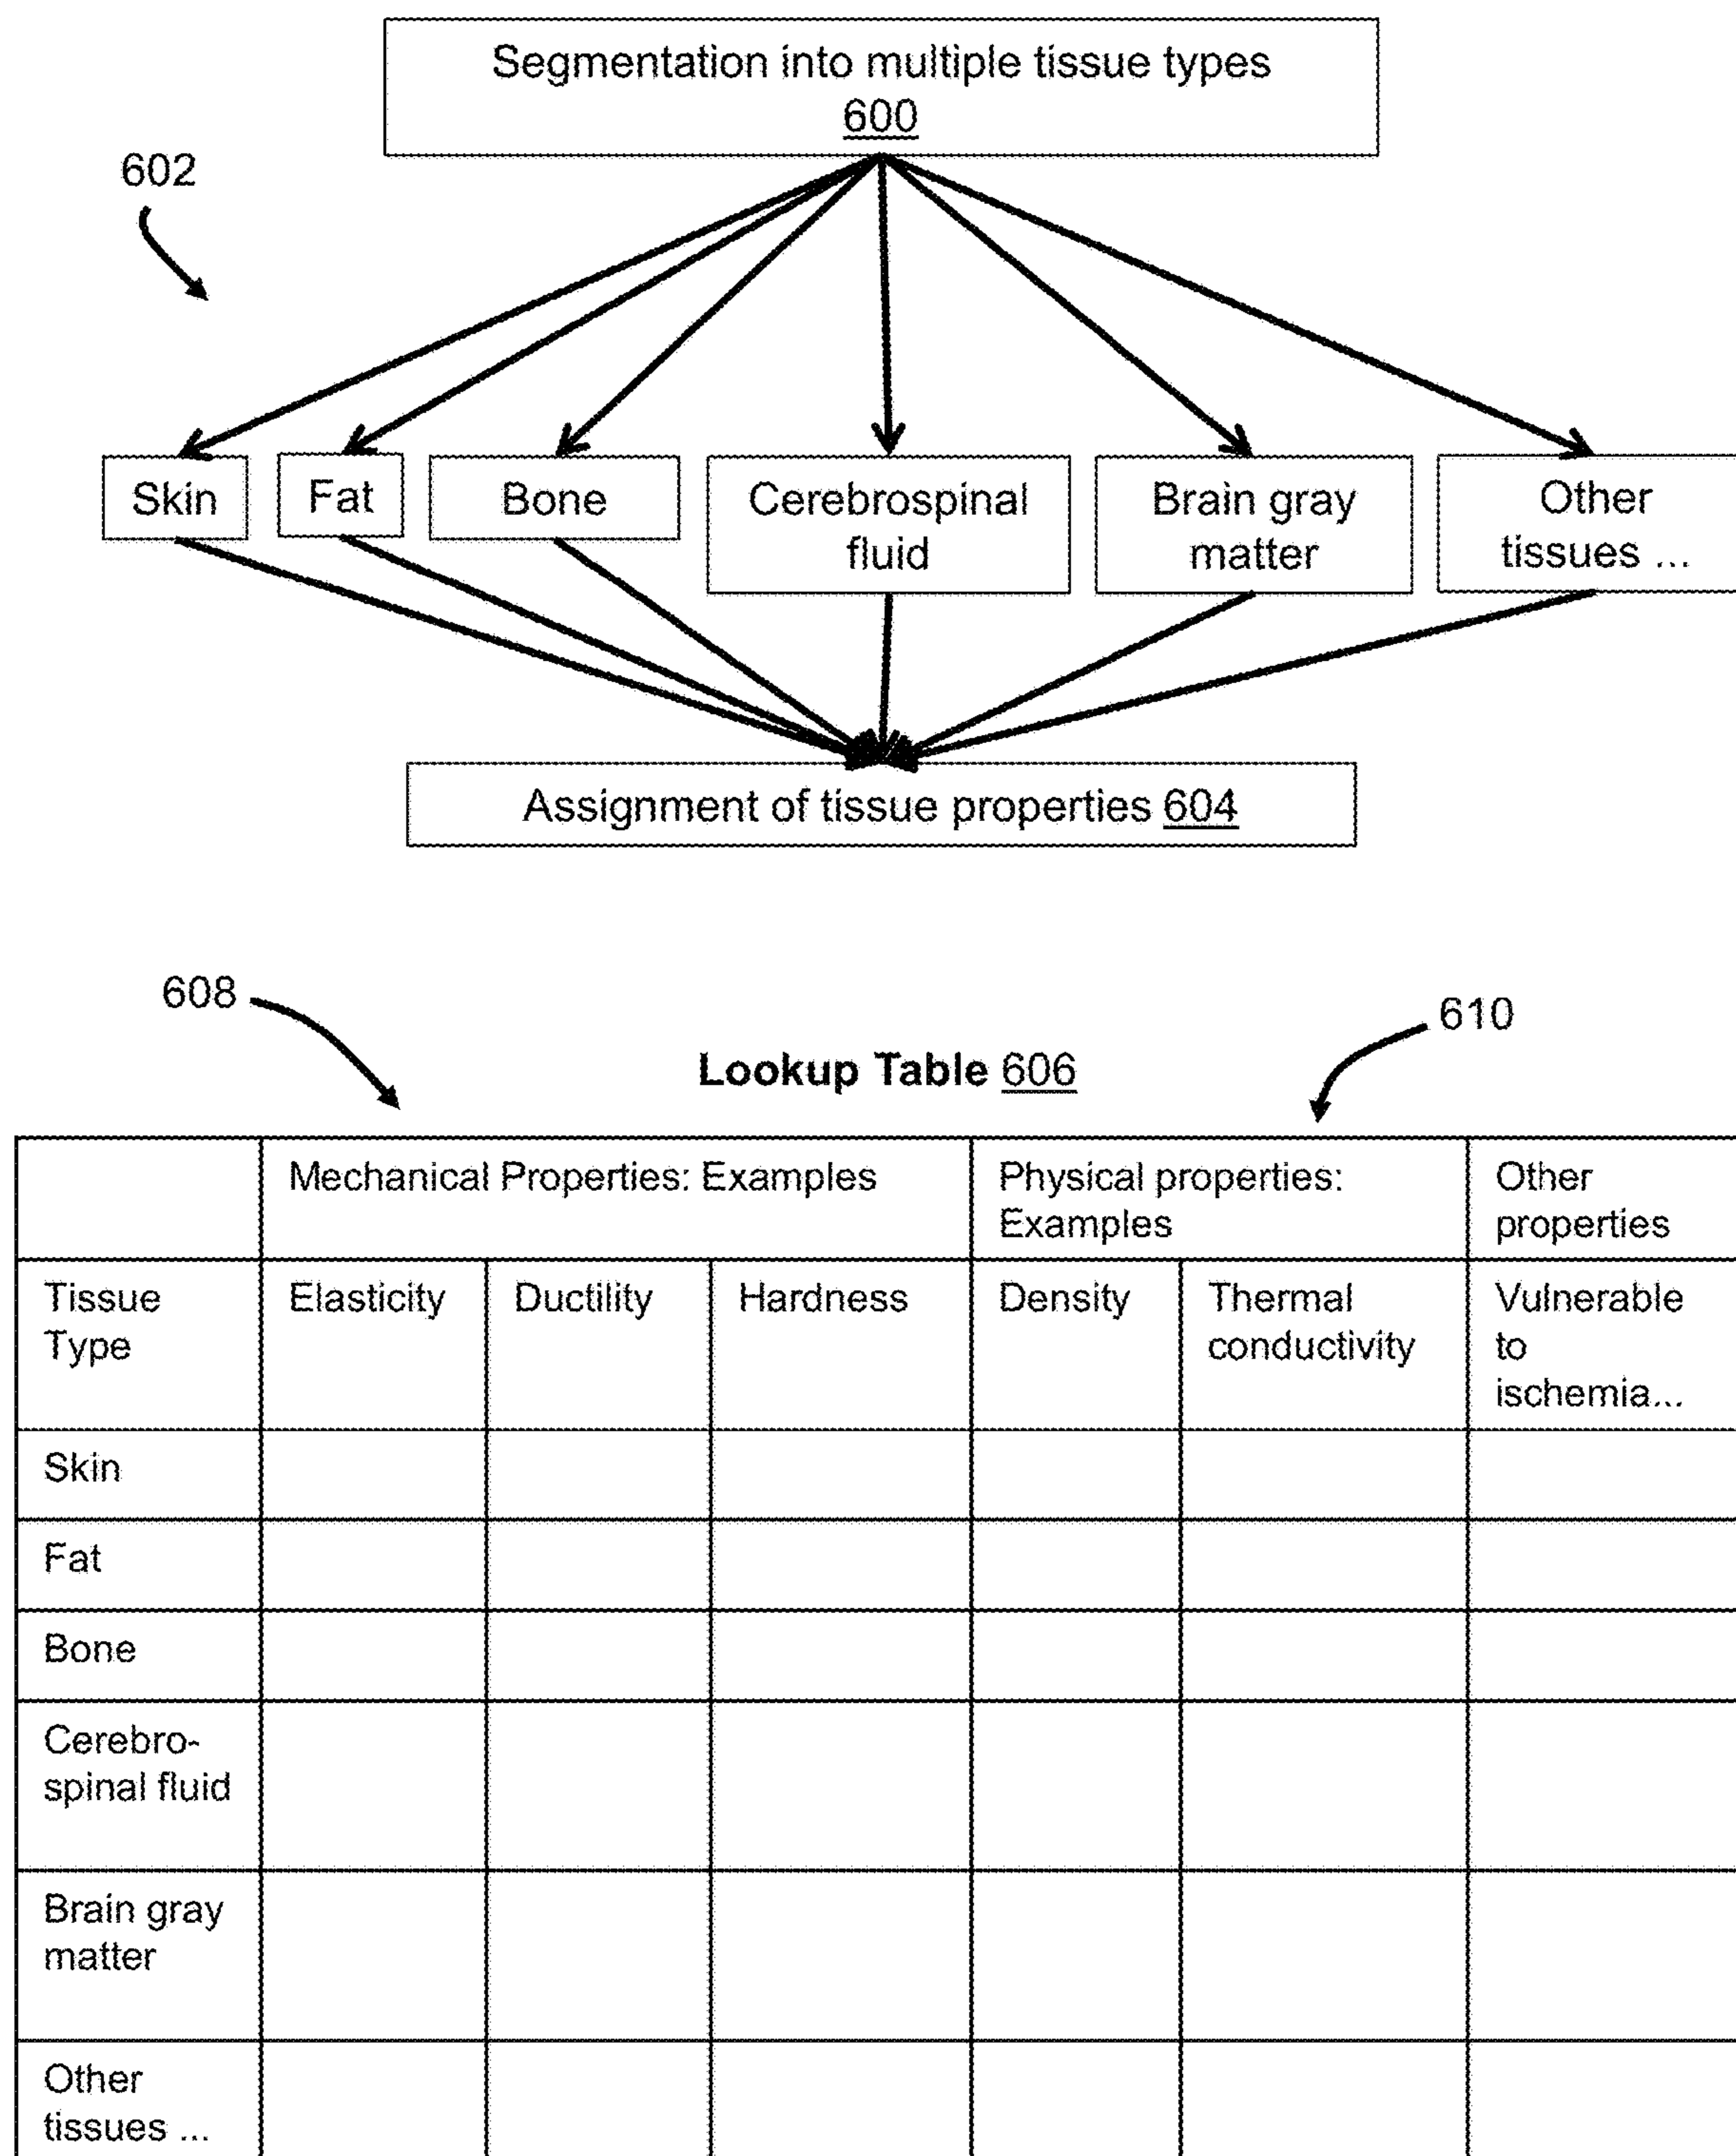 Segmentation into multiple tissue types
600
602
Skin
Fat
Bone
Cerebrospinal
fluid
Brain gray
matter
Other
tissues ...
Assignment of tissue properties 604
608
610
Lookup Table 606
Mechanical Properties: Examples
Physical properties:
Examples
Other
properties
Tissue
Type
Elasticity
Ductility
Hardness
Density
Thermal
conductivity
Vulnerable
to
ischemia...
Skin
Fat
Bone
Cerebro-
spinal fluid
Brain gray
matter
Other
tissues ...